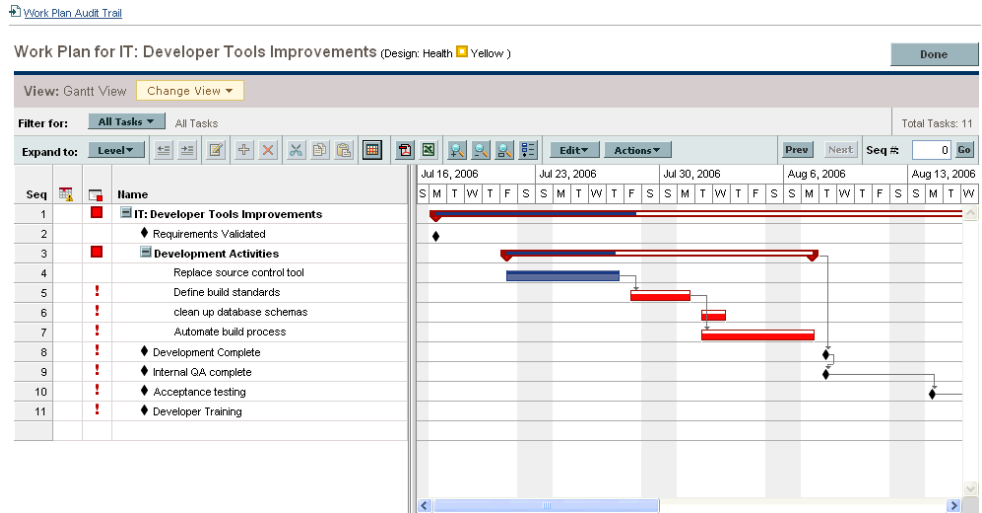 Work Plan Audit Trail
Work Plan for IT: Developer Tools Improvements (Design: Health Yellow )
Done
View: Gantt View Change View
Filter for: All Tasks All Tasks Total Tasks: 11
Expand to: Level Edit Actions Prev Next Seq #: 0 Go
Jul 16, 2006 Jul 23, 2006 Jul 30, 2006 Aug 6, 2006 Aug 13, 2006
Seq Name S M T W T F S S M T W T F S S M T W T F S S M T W T F S S M T W
1 IT: Developer Tools Improvements
2 Requirements Validated
3 Development Activities
4 Replace source control tool
5 ! Define build standards
6 ! clean up database schemas
7 ! Automate build process
8 ! Development Complete
9 ! Internal QA complete
10 ! Acceptance testing
11 ! Developer Training